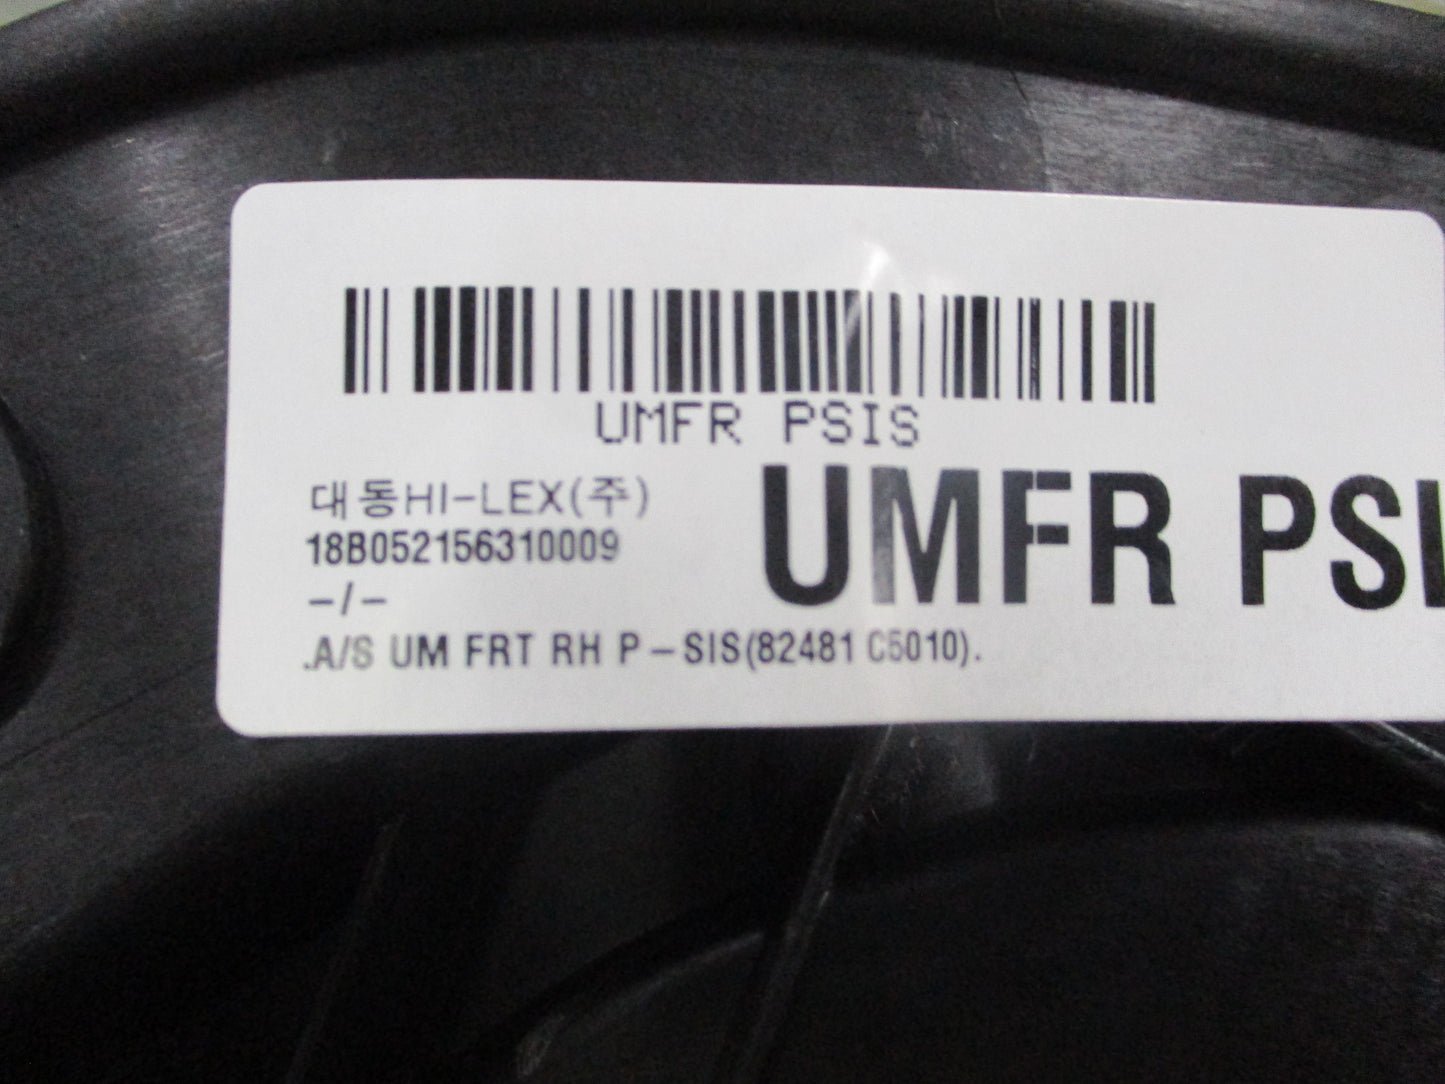 UMFR PSIS
대동HI-LEX(주)
18B052156310009
UMFR PSI
-/-
.A/S UM FRT RH P-SIS(82481 C5010).